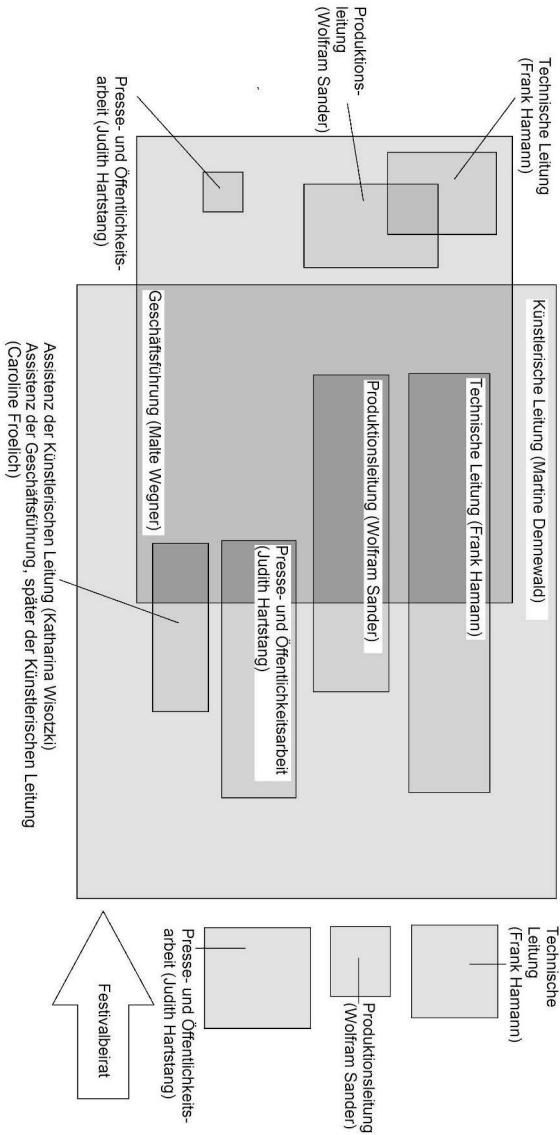 Künstlerische Leitung (Martine Dennewald)
Technische Leitung
(Frank Hamann)
Technische Leitung (Frank Hamann)
Technische
Leitung
(Frank Hamann)
Produktions-
leitung
(Wolfram Sander)
Produktionsleitung (Wolfram Sander)
Produktionsleitung
(Wolfram Sander)
Presse- und Öffentlichkeits-
arbeit (Judith Hartstang)
Presse- und Öffentlichkeitsarbeit
(Judith Hartstang)
Presse- und Öffentlichkeits-
arbeit (Judith Hartstang)
Geschäftsführung (Malte Wegner)
Assistenz der Künstlerischen Leitung (Katharina Wisotzki)
Assistenz der Geschäftsführung, später der Künstlerischen Leitung
(Caroline Froelich)
Festivalbeirat